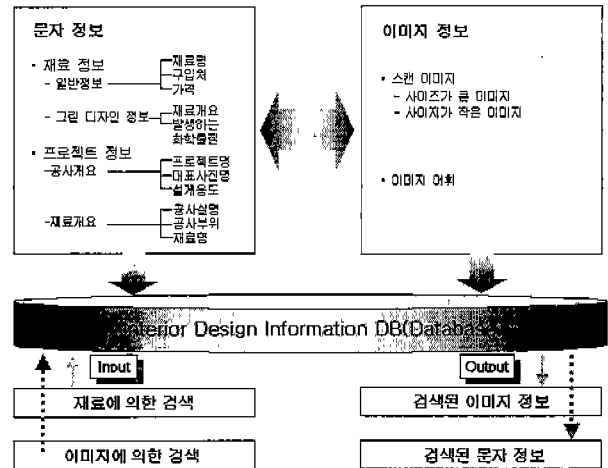 문자 정보
• 재료 정보
- 일반정보
재료명
구입처
가격
- 그린 디자인 정보
재료개요
발생하는
화학물질
• 프로젝트 정보
-공사개요
프로젝트명
대표사진명
설계용도
-재료개요
공사실명
공사부위
재료명
이미지 정보
• 스캔 이미지
- 사이즈가 큰 이미지
- 사이지가 작은 이미지
• 이미지 어휘
Interior Design Information DB(Databas
Input
Output
재료에 의한 검색
이미지에 의한 검색
검색된 이미지 정보
검색된 문자 정보